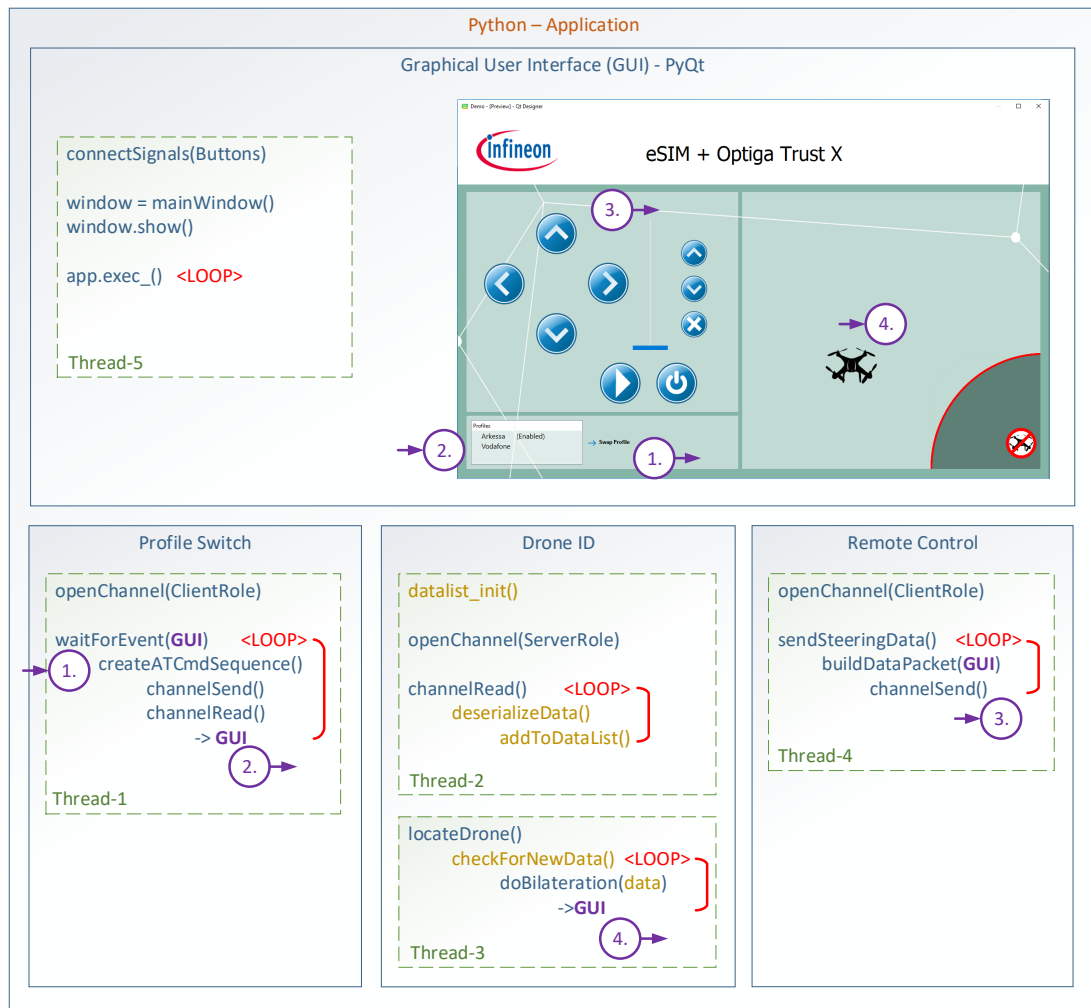 Python – Application
Graphical User Interface (GUI) - PyQt
connectSignals(Buttons)
window = mainWindow()
window.show()
app.exec_() <LOOP>
Thread-5
Demo - [Preview] - Qt Designer
infineon
eSIM + Optiga Trust X
3.
4.
Profiles
Arkessa (Enabled)
Vodafone
Swap Profile
2.
1.
Profile Switch
openChannel(ClientRole)
waitForEvent(GUI) <LOOP>
1.
createATCmdSequence()
channelSend()
channelRead()
-> GUI
2.
Thread-1
Drone ID
datalist_init()
openChannel(ServerRole)
channelRead() <LOOP>
deserializeData()
addToDataList()
Thread-2
locateDrone()
checkForNewData() <LOOP>
doBilateration(data)
->GUI
4.
Thread-3
Remote Control
openChannel(ClientRole)
sendSteeringData() <LOOP>
buildDataPacket(GUI)
channelSend()
3.
Thread-4